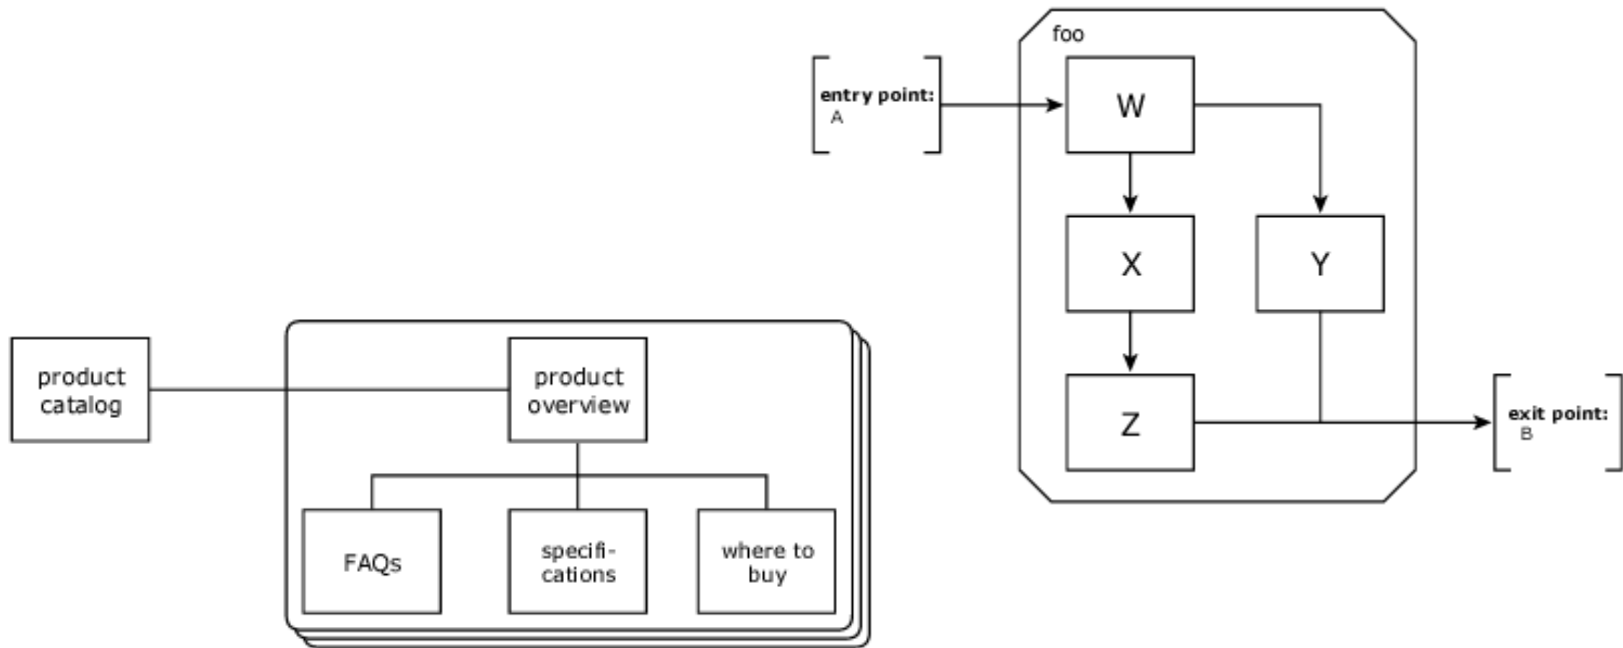 foo
entry point:
A
W
X
Y
Z
exit point:
B
product
catalog
product
overview
FAQs
specifi-
cations
where to
buy